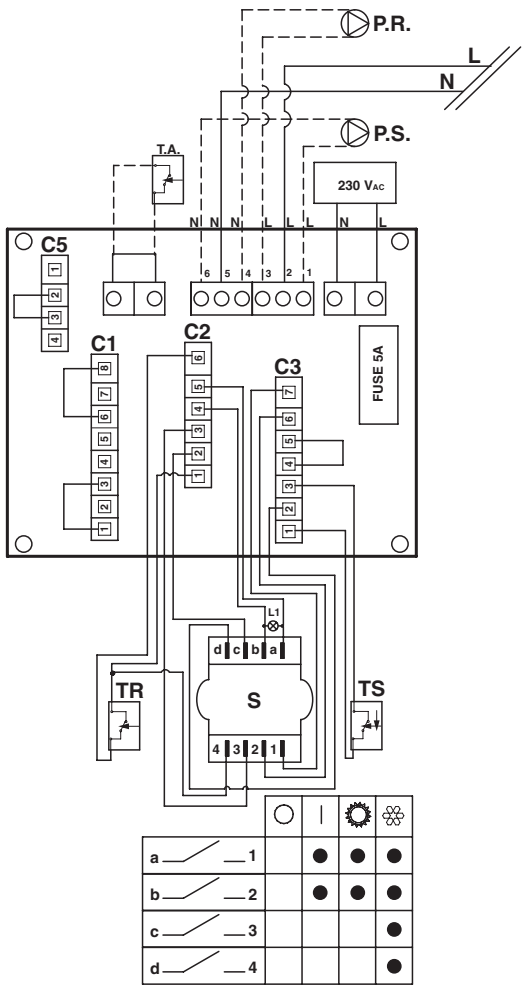 P.R.
L
N
P.S.
T.A.
230 VAC
N N N L L L N L
6 5 4 3 2 1
C5
1
2
3
4
C1
8
7
6
5
4
3
2
1
C2
6
5
4
3
2
1
C3
7
6
5
4
3
2
1
FUSE 5A
L1
d c b a
TR
S
TS
4 3 2 1
a 1
b 2
c 3
d 4